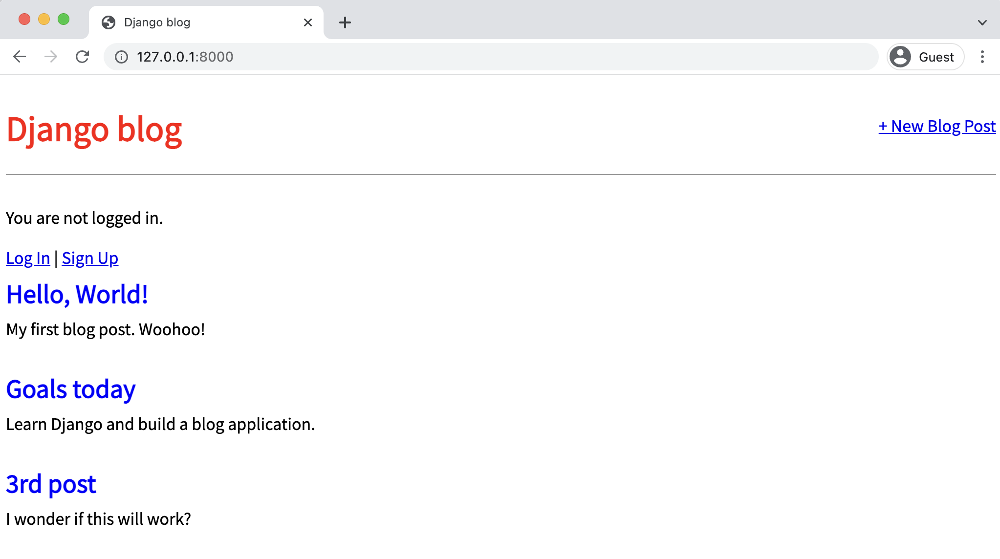 Django blog
127.0.0.1:8000
Guest
Django blog
+ New Blog Post
You are not logged in.
Log In | Sign Up
Hello, World!
My first blog post. Woohoo!
Goals today
Learn Django and build a blog application.
3rd post
I wonder if this will work?